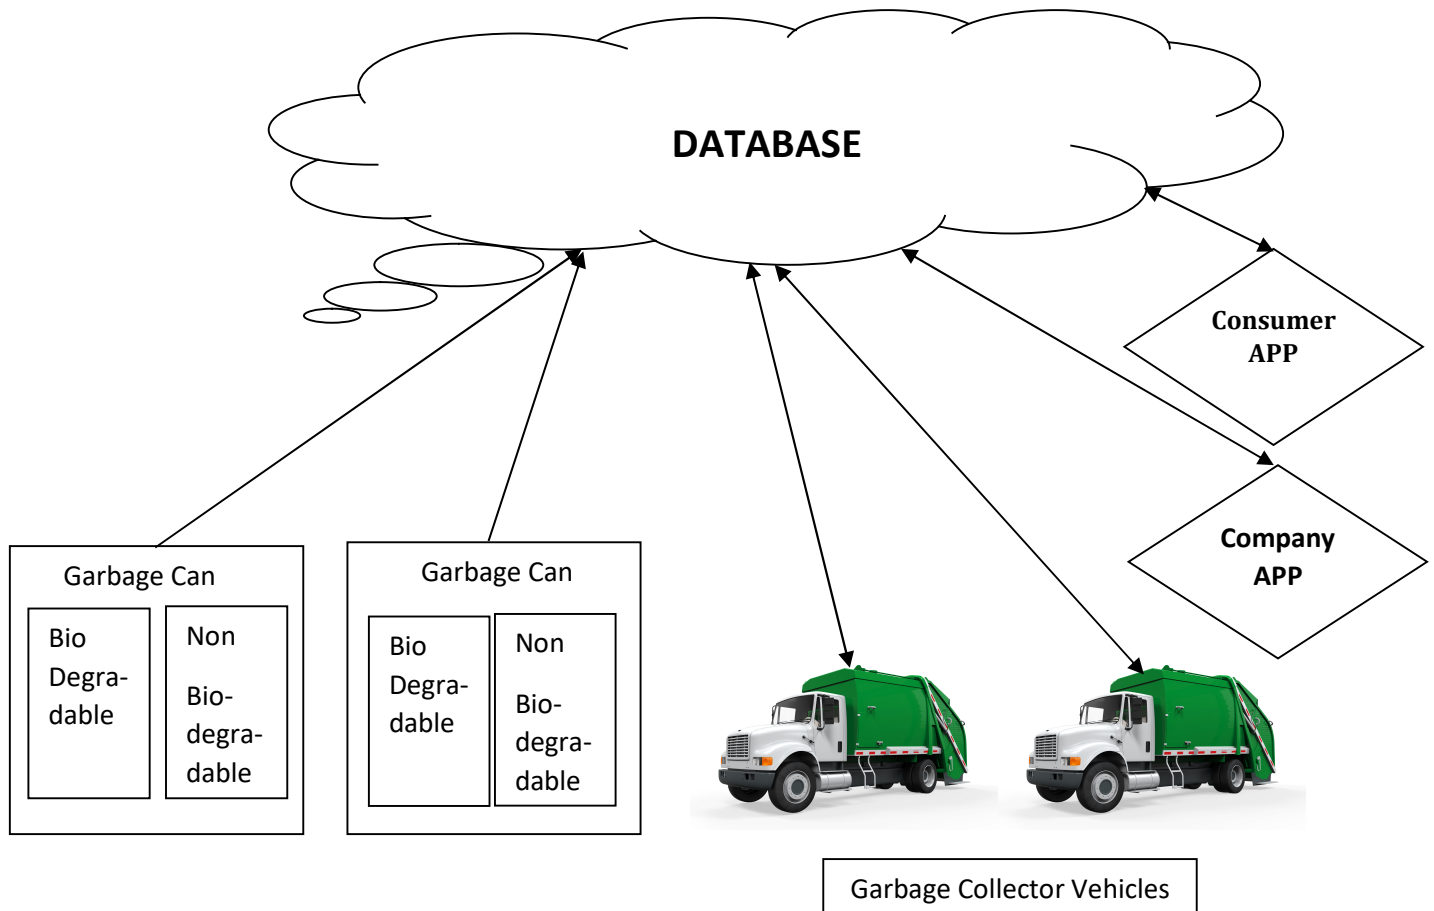 DATABASE
Consumer
APP
Company
APP
Garbage Can
Bio
Degra-
dable
Non
Bio-
degra-
dable
Garbage Can
Bio
Degra-
dable
Non
Bio-
degra-
dable
Garbage Collector Vehicles